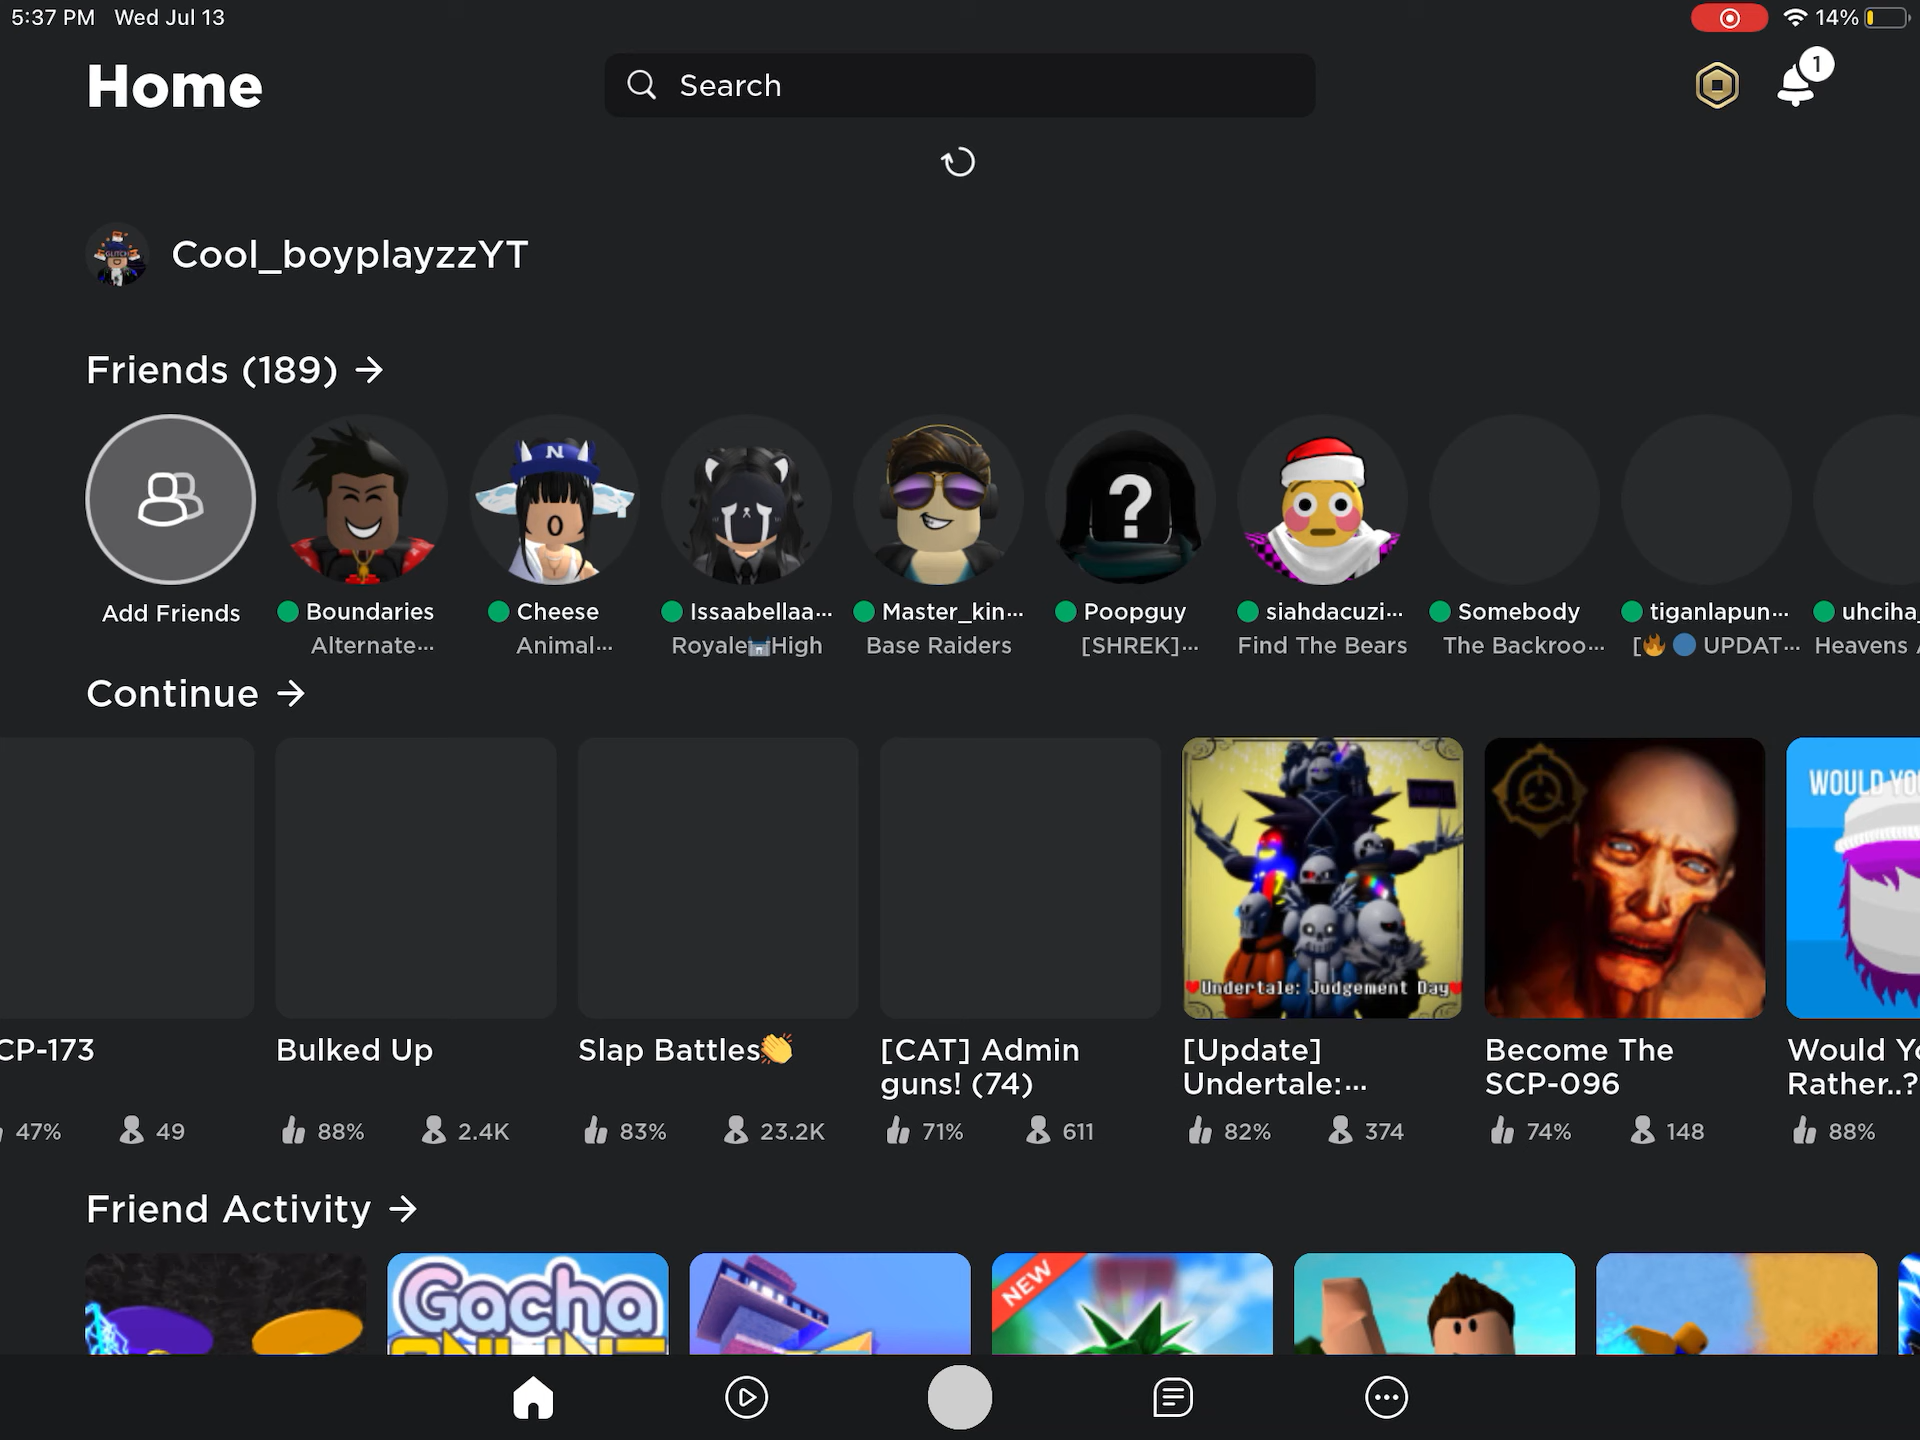 5:37 PM Wed Jul 13
14%
Home
Search
1
Cool_boyplayzzYT
Friends (189)
GLITCH
N
?
Add Friends
Boundaries
Cheese
Issaabellaa...
Master_kin...
Poopguy
siahdacuzi...
Somebody
tiganlapun...
uhciha_
Alternate...
Animal...
Royale🏰High
Base Raiders
[SHREK]...
Find The Bears
The Backroo...
[🔥🔵 UPDAT...
Heavens
Continue
WOULD YOU
❤Undertale: Judgement Day❤
CP-173
Bulked Up
Slap Battles👏
[CAT] Admin
guns! (74)
[Update]
Undertale:...
Become The
SCP-096
Would Yo
Rather..?
47% 49
88% 2.4K
83% 23.2K
71% 611
82% 374
74% 148
88%
Friend Activity
Gacha
ONLINE
NEW